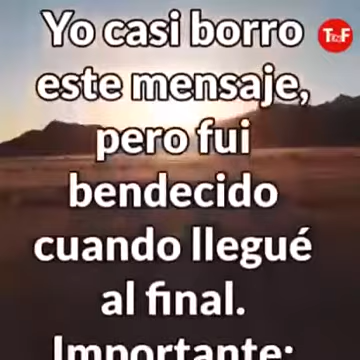 Yo casi borro
este mensaje,
pero fui
bendecido
cuando llegué
al final.
Importante: